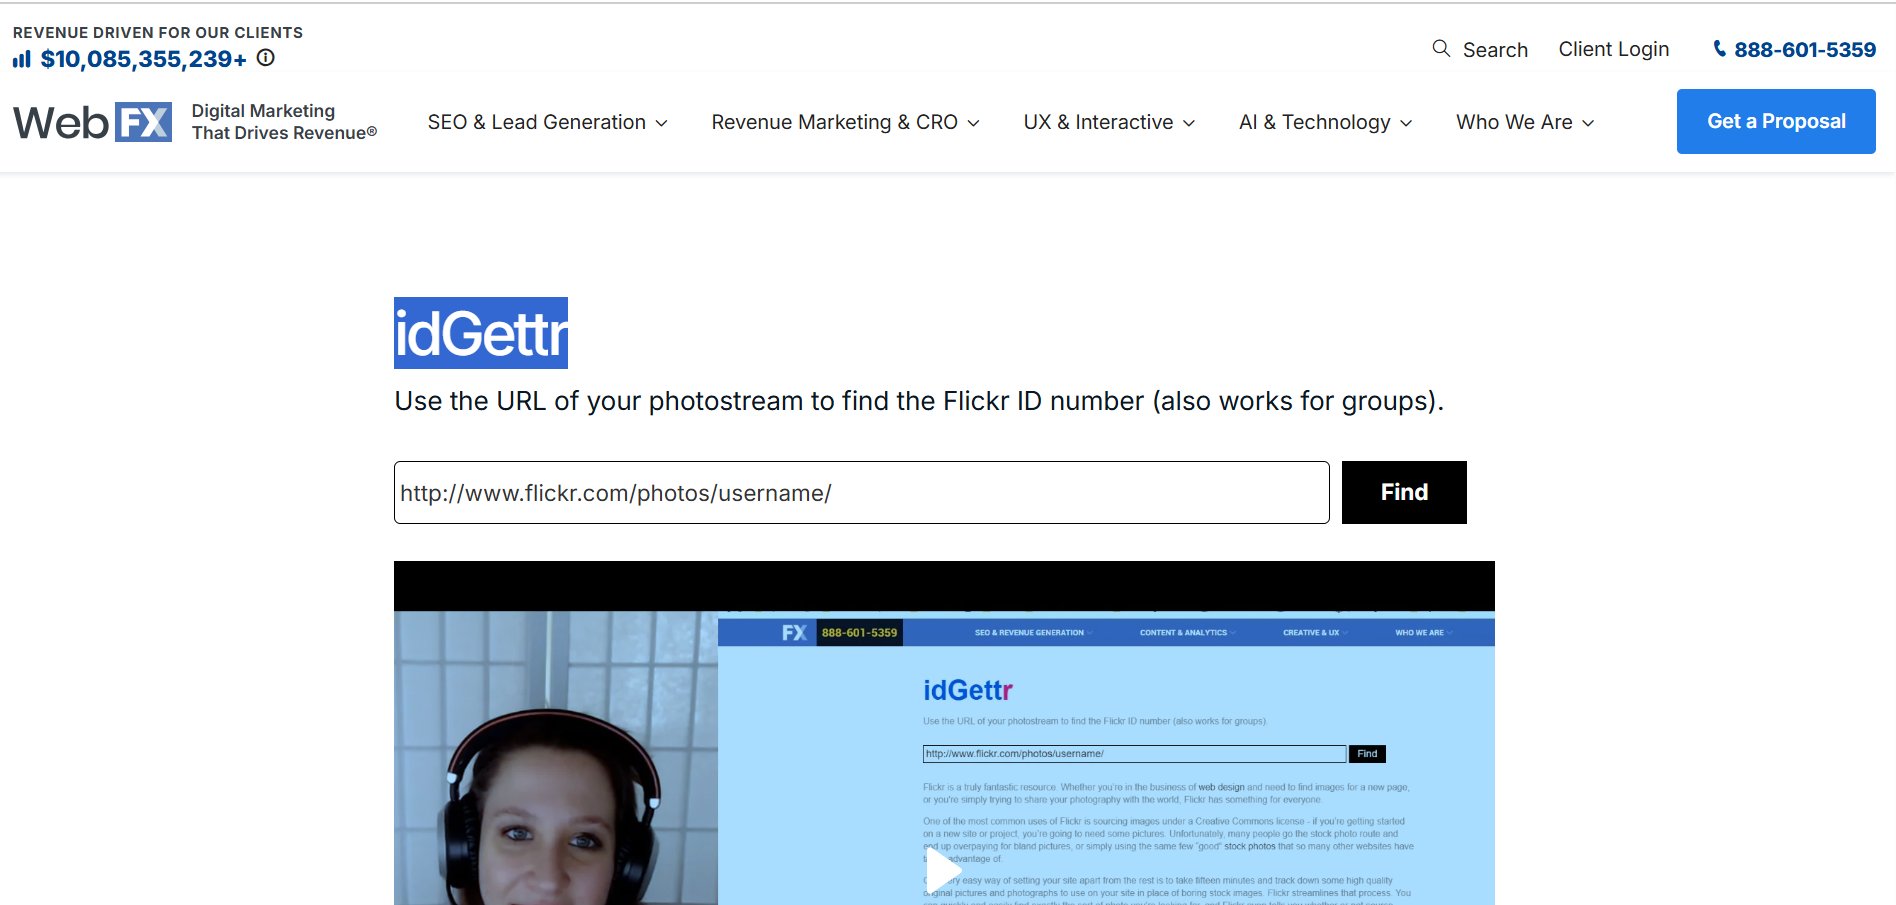 REVENUE DRIVEN FOR OUR CLIENTS
$10,085,355,239+
Search
Client Login
888-601-5359
WebFX
Digital Marketing
That Drives Revenue®
SEO & Lead Generation
Revenue Marketing & CRO
UX & Interactive
AI & Technology
Who We Are
Get a Proposal
idGettr
Use the URL of your photostream to find the Flickr ID number (also works for groups).
http://www.flickr.com/photos/username/
Find
FX
888-601-5359
SEO & REVENUE GENERATION
CONTENT & ANALYTICS
CREATIVE & UX
WHO WE ARE
idGettr
Use the URL of your photostream to find the Flickr ID number (also works for groups).
http://www.flickr.com/photos/username/
Find
Flickr is a truly fantastic resource. Whether you're in the business of web design and need to find images for a new page,
or you're simply trying to share your photography with the world, Flickr has something for everyone.
One of the most common uses of Flickr is sourcing images under a Creative Commons license - if you're getting started
on a new site or project, you're going to need some pictures. Unfortunately, many people go the stock photo route and
end up overpaying for bland pictures, or simply using the same few "good" stock photos that so many other websites have
advantage of.
easy way of setting your site apart from the rest is to take fifteen minutes and track down some high quality
original pictures and photographs to use on your site in place of boring stock images. Flickr streamlines that process. You